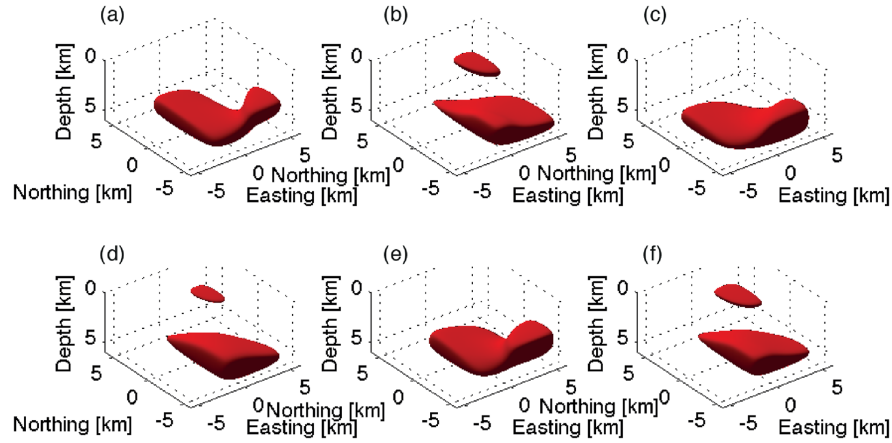 (a) (b) (c)
0 0 0
Depth [km] Depth [km] Depth [km]
5 5 5
5 5 5
0 5 0 5 0 5
Northing [km] -5 -5 0 Northing [km] -5 -5 0 Northing [km] -5 -5 0
Easting [km] Easting [km] Easting [km]
(d) (e) (f)
0 0 0
Depth [km] Depth [km] Depth [km]
5 5 5
5 5 5
0 5 0 5 0 5
Northing [km] -5 -5 0 Northing [km] -5 -5 0 Northing [km] -5 -5 0
Easting [km] Easting [km] Easting [km]